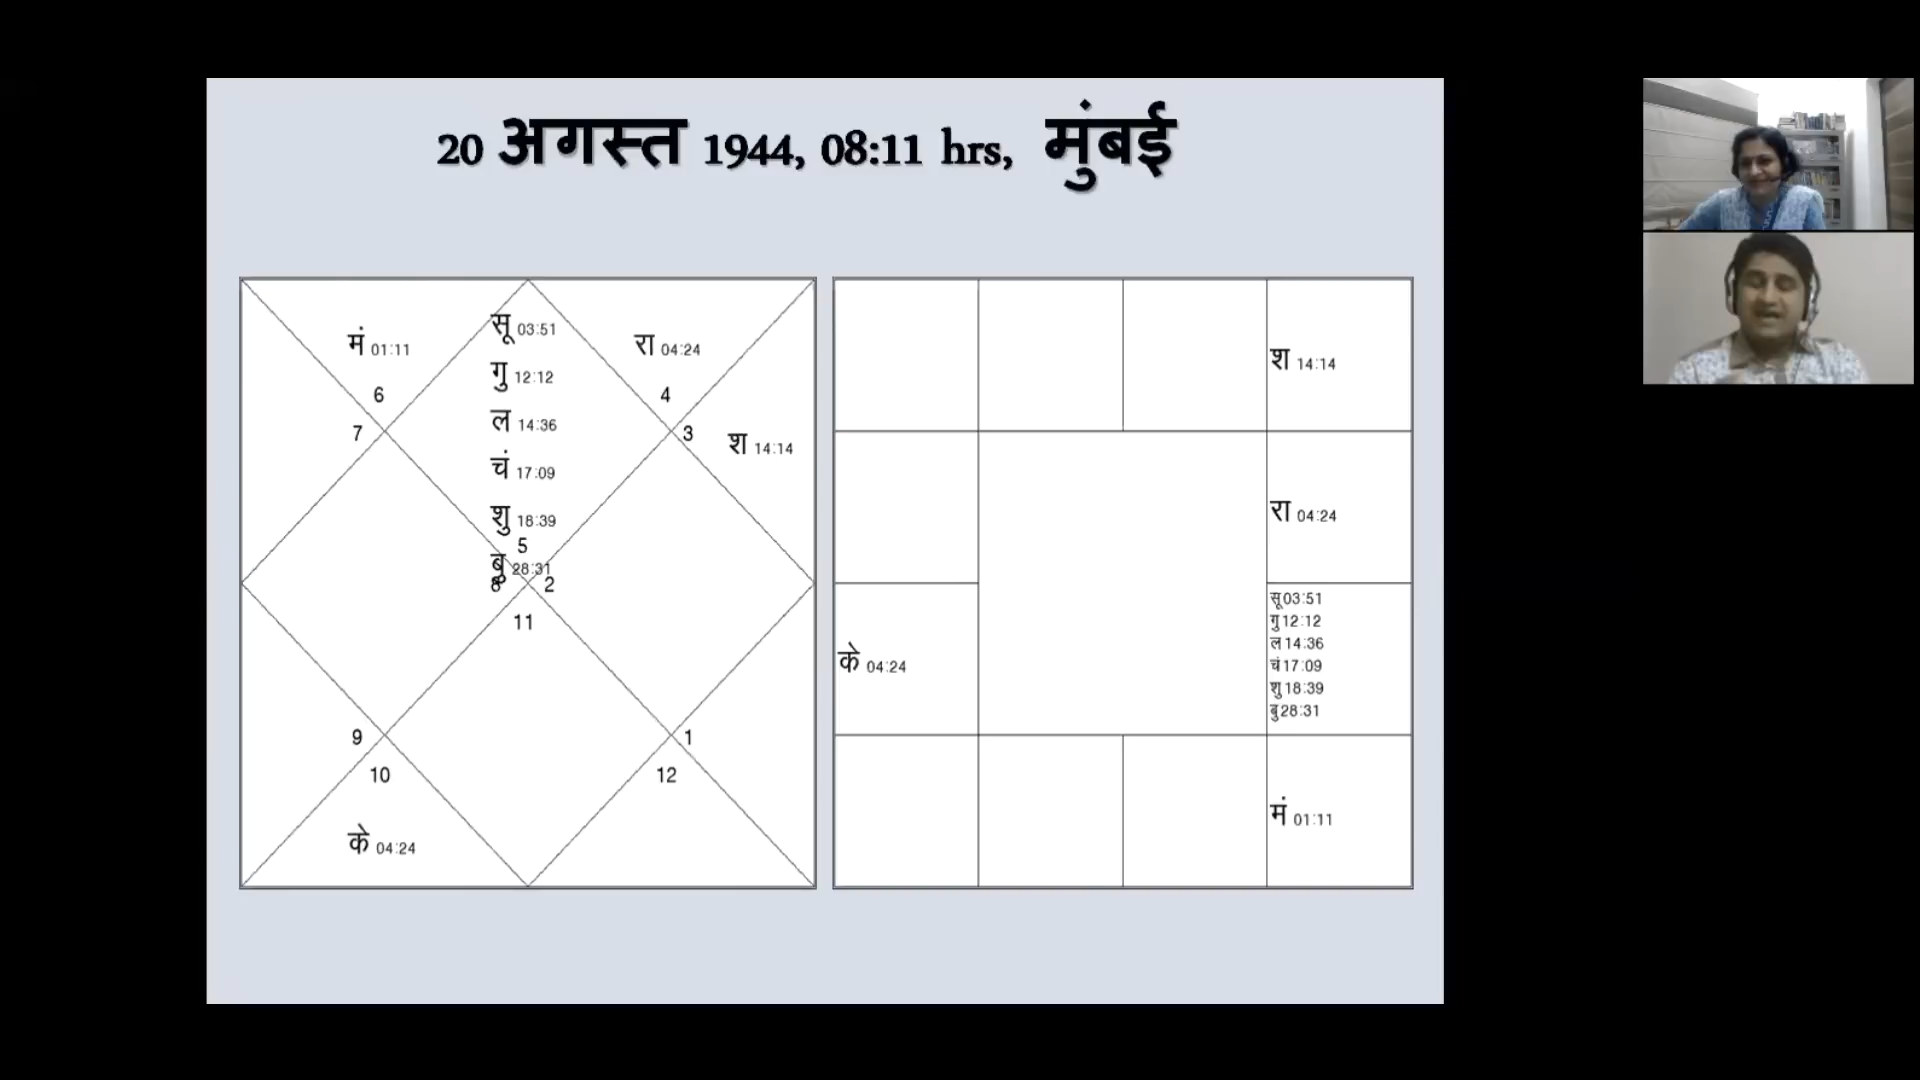 20 अगस्त 1944, 08:11 hrs, मुंबई
सू 03:51
मं 01:11
रा 04:24
गु 12:12
6
4
ल 14:36
7
3
श 14:14
चं 17:09
शु 18:39
5
बु 28:31
8
2
11
9
1
10
12
के 04:24
श 14:14
रा 04:24
के 04:24
सू 03:51
गु 12:12
ल 14:36
चं 17:09
शु 18:39
बु 28:31
मं 01:11